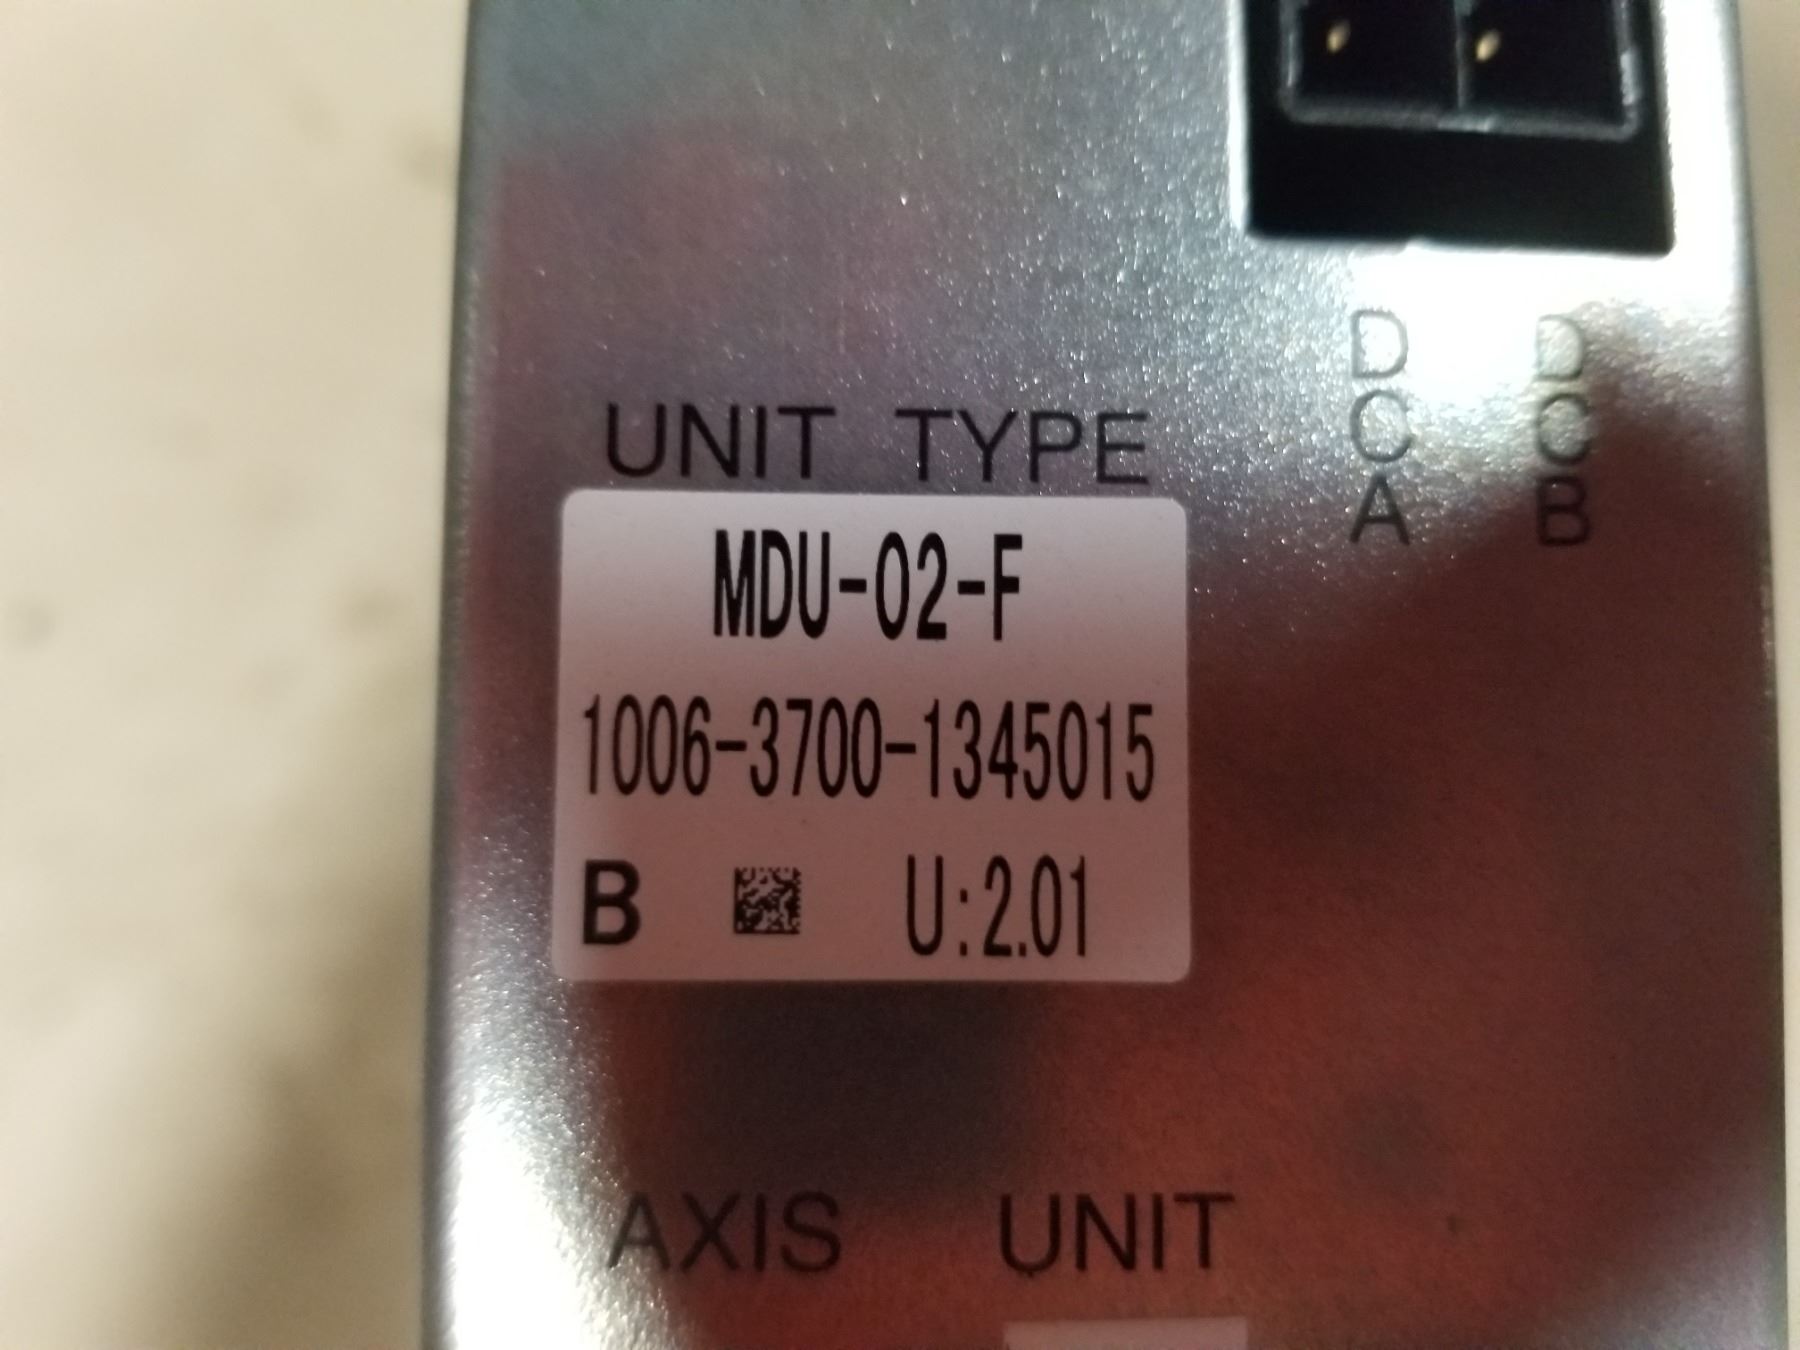 DCA
DCB
UNIT TYPE
MDU-02-F
1006-3700-1345015
B U:2.01
AXIS UNIT